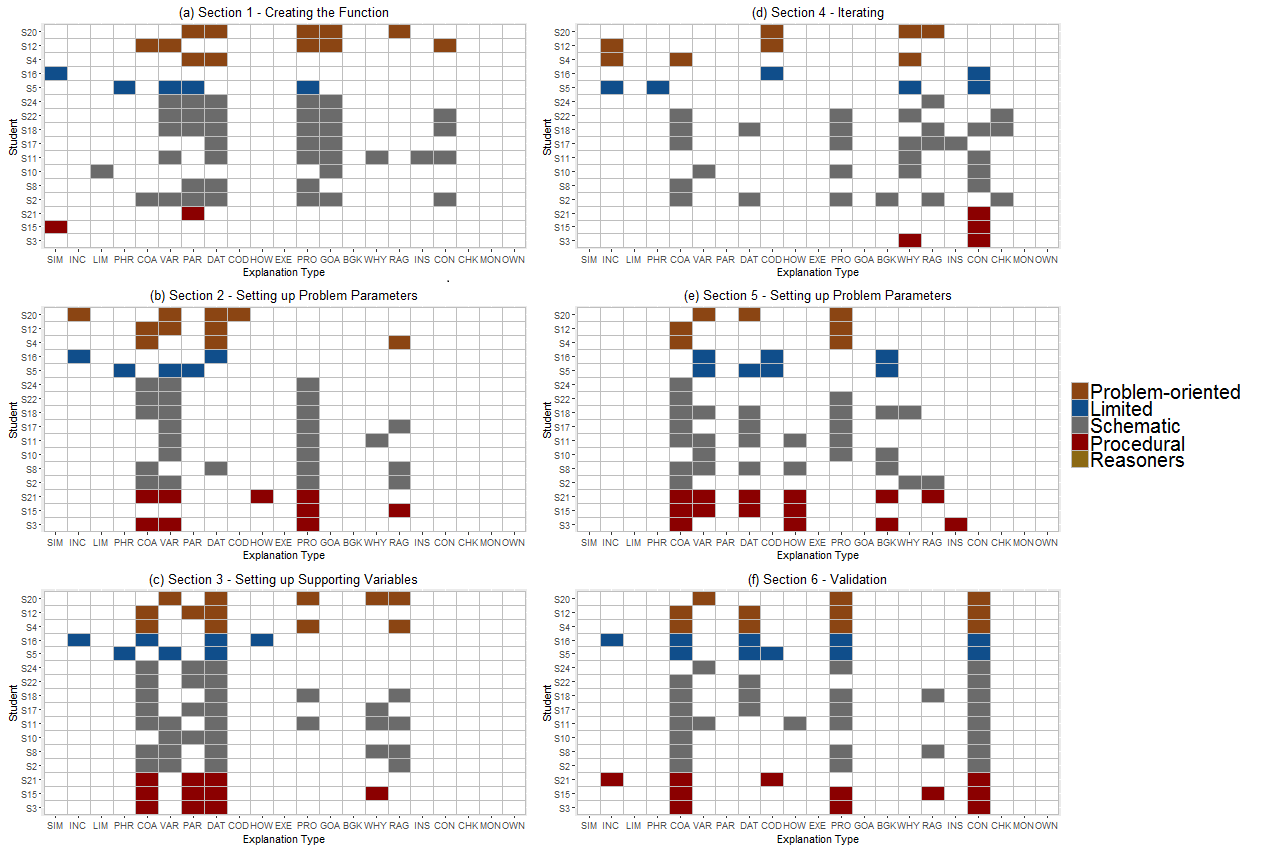 (a) Section 1 - Creating the Function
Student
S20
S12
S4
S16
S5
S24
S22
S18
S17
S11
S10
S8
S2
S21
S15
S3
SIM INC LIM PHR COA VAR PAR DAT COD HOW EXE PRO GOA BGK WHY RAG INS CON CHK MON OWN
Explanation Type
(b) Section 2 - Setting up Problem Parameters
Student
S20
S12
S4
S16
S5
S24
S22
S18
S17
S11
S10
S8
S2
S21
S15
S3
SIM INC LIM PHR COA VAR PAR DAT COD HOW EXE PRO GOA BGK WHY RAG INS CON CHK MON OWN
Explanation Type
(c) Section 3 - Setting up Supporting Variables
Student
S20
S12
S4
S16
S5
S24
S22
S18
S17
S11
S10
S8
S2
S21
S15
S3
SIM INC LIM PHR COA VAR PAR DAT COD HOW EXE PRO GOA BGK WHY RAG INS CON CHK MON OWN
Explanation Type
(d) Section 4 - Iterating
Student
S20
S12
S4
S16
S5
S24
S22
S18
S17
S11
S10
S8
S2
S21
S15
S3
SIM INC LIM PHR COA VAR PAR DAT COD HOW EXE PRO GOA BGK WHY RAG INS CON CHK MON OWN
Explanation Type
(e) Section 5 - Setting up Problem Parameters
Student
S20
S12
S4
S16
S5
S24
S22
S18
S17
S11
S10
S8
S2
S21
S15
S3
SIM INC LIM PHR COA VAR PAR DAT COD HOW EXE PRO GOA BGK WHY RAG INS CON CHK MON OWN
Explanation Type
(f) Section 6 - Validation
Student
S20
S12
S4
S16
S5
S24
S22
S18
S17
S11
S10
S8
S2
S21
S15
S3
SIM INC LIM PHR COA VAR PAR DAT COD HOW EXE PRO GOA BGK WHY RAG INS CON CHK MON OWN
Explanation Type
Problem-oriented
Limited
Schematic
Procedural
Reasoners